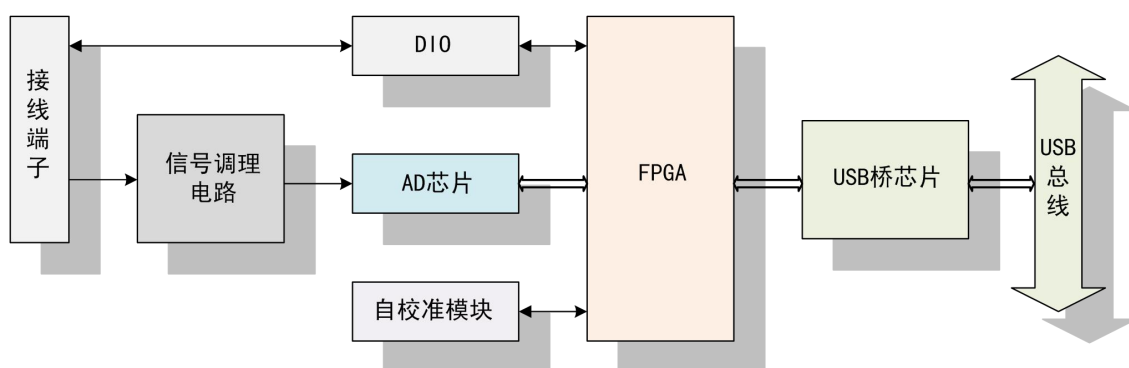 接线端子
DIO
信号调理
电路
AD芯片
自校准模块
FPGA
USB桥芯片
USB
总线